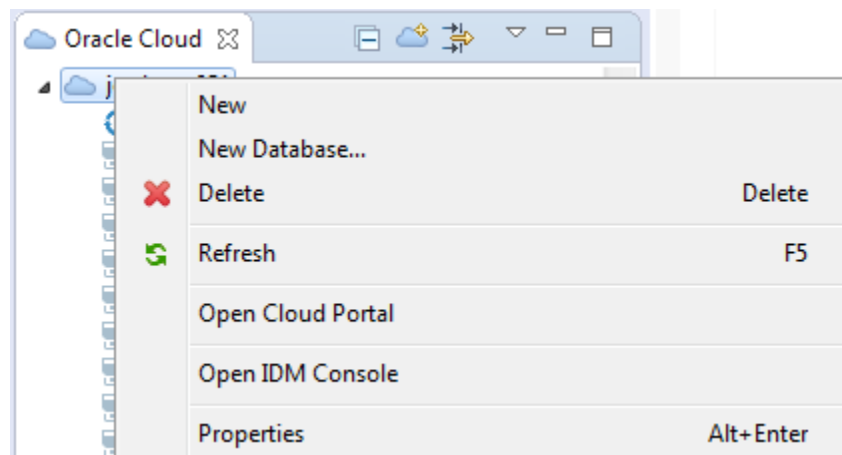 Oracle Cloud
New
New Database...
Delete Delete
Refresh F5
Open Cloud Portal
Open IDM Console
Properties Alt+Enter